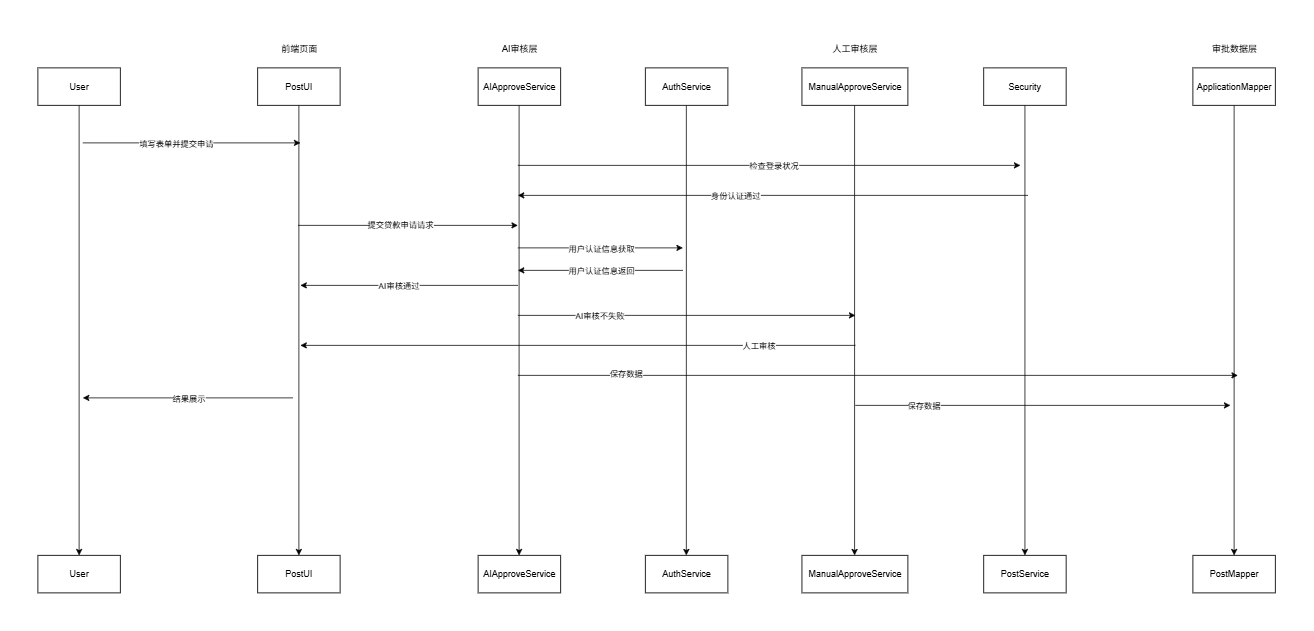 前端页面
AI审核层
人工审核层
审批数据层
User
PostUI
AIApproveService
AuthService
ManualApproveService
Security
ApplicationMapper
填写表单并提交申请
检查登录状况
身份认证通过
提交贷款申请请求
用户认证信息获取
用户认证信息返回
AI审核通过
AI审核不失败
人工审核
保存数据
结果展示
保存数据
User
PostUI
AIApproveService
AuthService
ManualApproveService
PostService
PostMapper